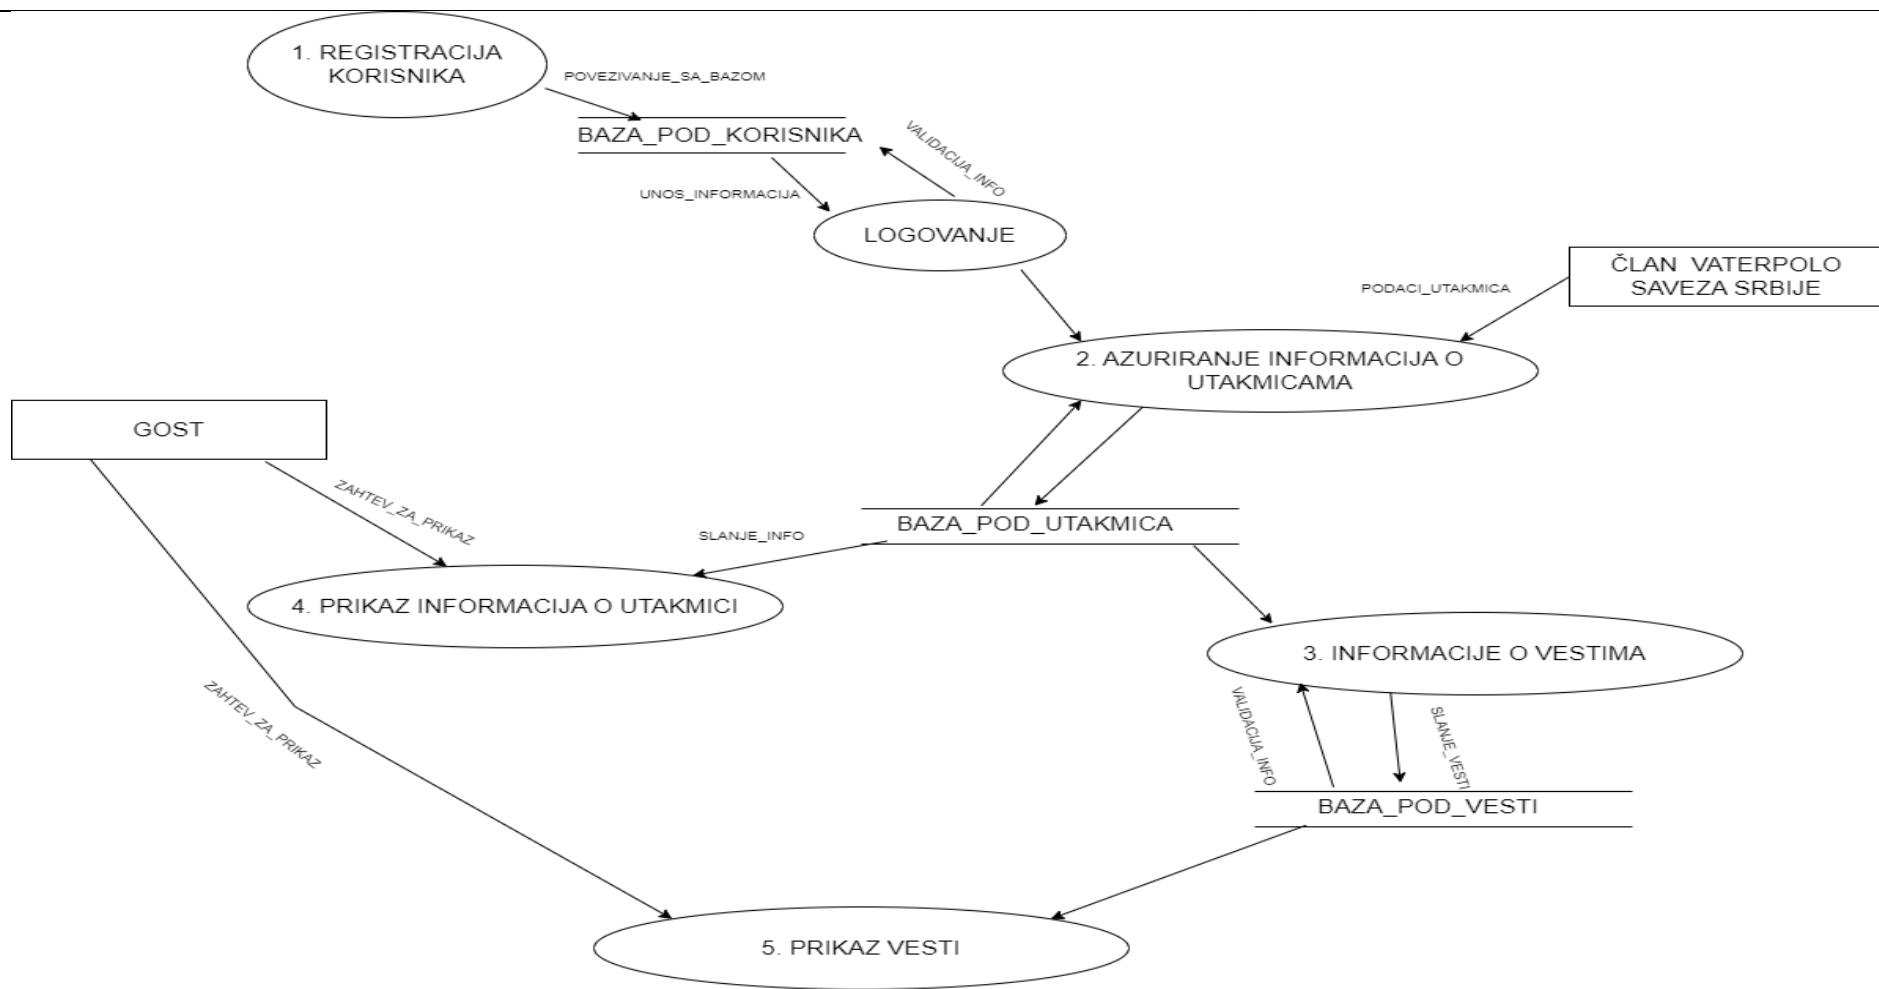 1. REGISTRACIJA
KORISNIKA
POVEZIVANJE_SA_BAZOM
BAZA_POD_KORISNIKA
VALIDACIJA_INFO
UNOS_INFORMACIJA
LOGOVANJE
ČLAN VATERPOLO
SAVEZA SRBIJE
PODACI_UTAKMICA
2. AZURIRANJE INFORMACIJA O
UTAKMICAMA
GOST
ZAHTEV_ZA_PRIKAZ
BAZA_POD_UTAKMICA
SLANJE_INFO
4. PRIKAZ INFORMACIJA O UTAKMICI
3. INFORMACIJE O VESTIMA
ZAHTEV_ZA_PRIKAZ
VALIDACIJA_INFO
SLANJE_VESTI
BAZA_POD_VESTI
5. PRIKAZ VESTI